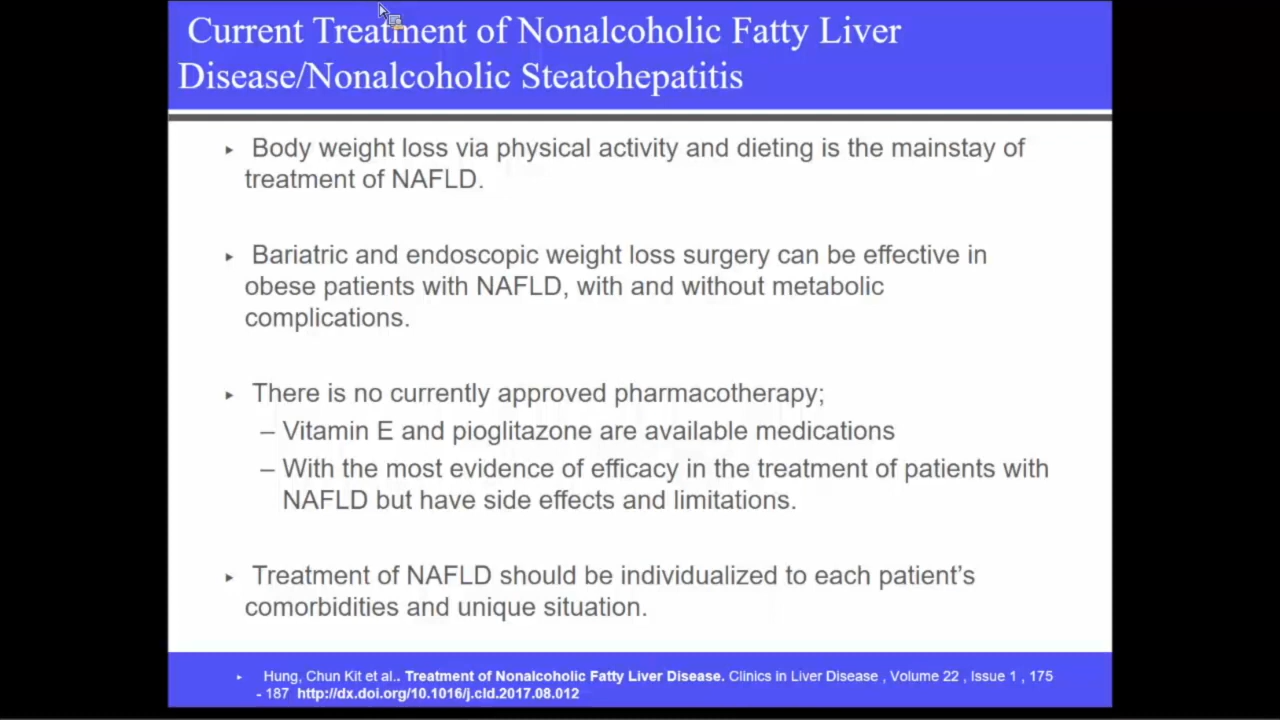 Current Treatment of Nonalcoholic Fatty Liver
Disease/Nonalcoholic Steatohepatitis
▸ Body weight loss via physical activity and dieting is the mainstay of
treatment of NAFLD.
▸ Bariatric and endoscopic weight loss surgery can be effective in
obese patients with NAFLD, with and without metabolic
complications.
▸ There is no currently approved pharmacotherapy;
– Vitamin E and pioglitazone are available medications
– With the most evidence of efficacy in the treatment of patients with
NAFLD but have side effects and limitations.
▸ Treatment of NAFLD should be individualized to each patient’s
comorbidities and unique situation.
▸ Hung, Chun Kit et al.. Treatment of Nonalcoholic Fatty Liver Disease. Clinics in Liver Disease , Volume 22 , Issue 1 , 175
- 187 http://dx.doi.org/10.1016/j.cld.2017.08.012